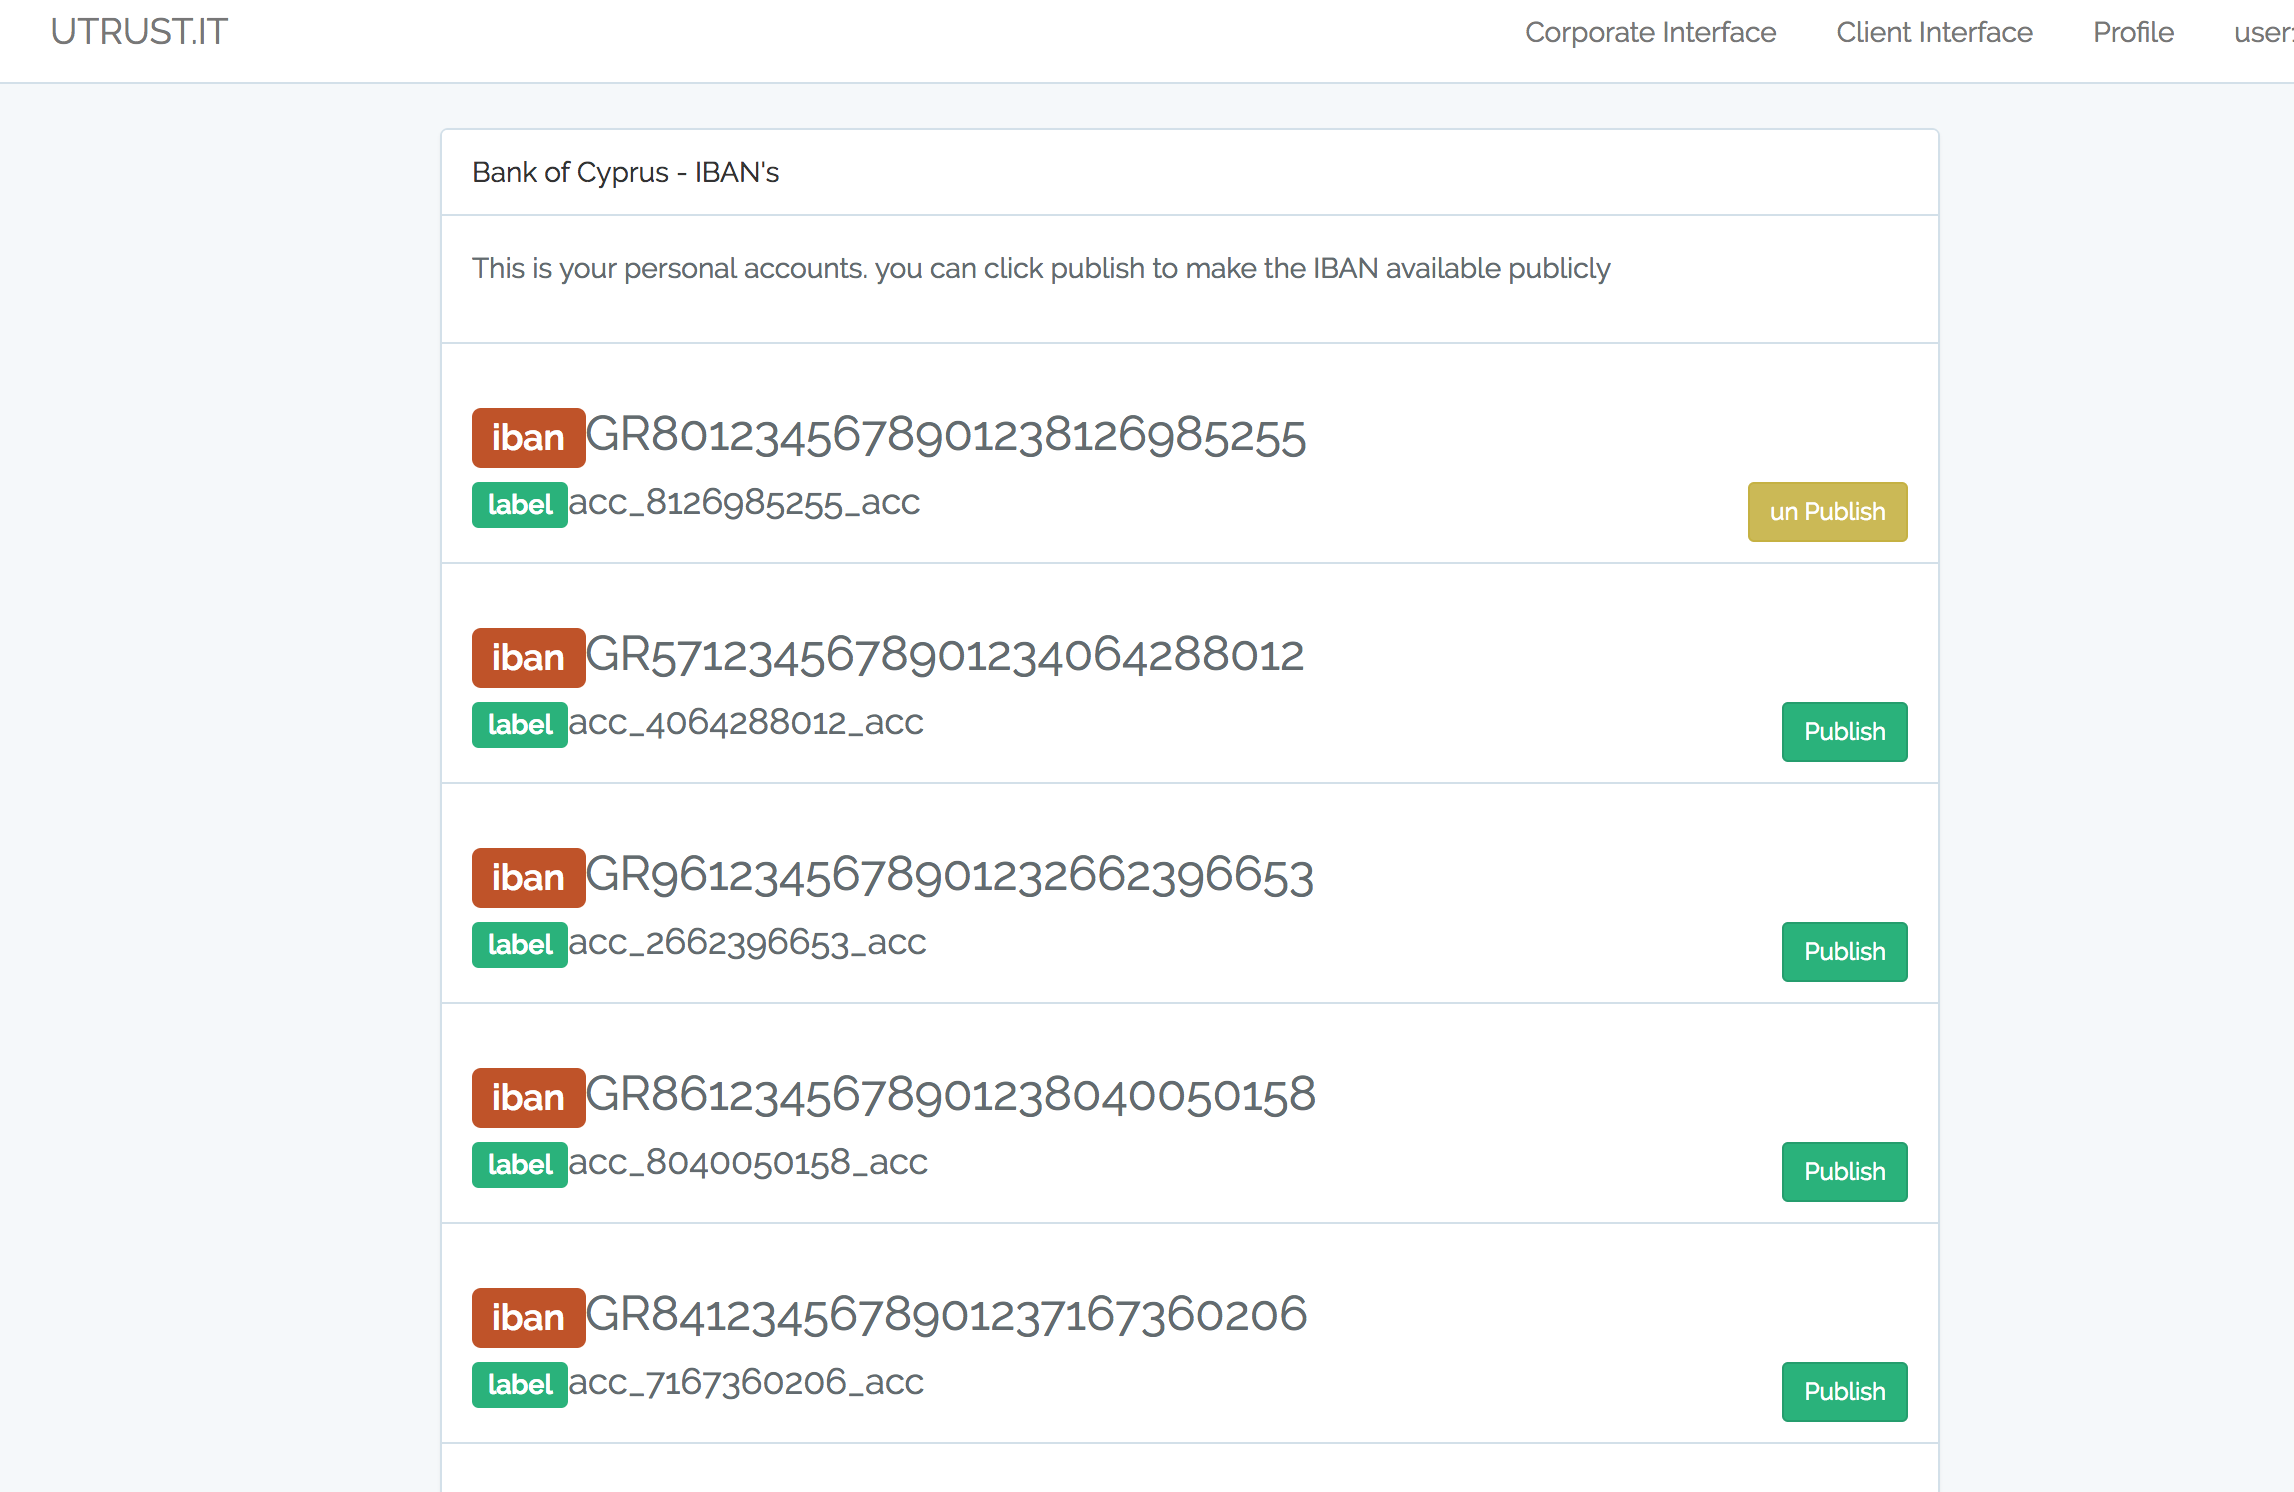 UTRUST.IT
Corporate Interface
Client Interface
Profile
user:
Bank of Cyprus - IBAN's
This is your personal accounts. you can click publish to make the IBAN available publicly
iban GR8012345678901238126985255
label acc_8126985255_acc
un Publish
iban GR5712345678901234064288012
label acc_4064288012_acc
Publish
iban GR9612345678901232662396653
label acc_2662396653_acc
Publish
iban GR8612345678901238040050158
label acc_8040050158_acc
Publish
iban GR8412345678901237167360206
label acc_7167360206_acc
Publish